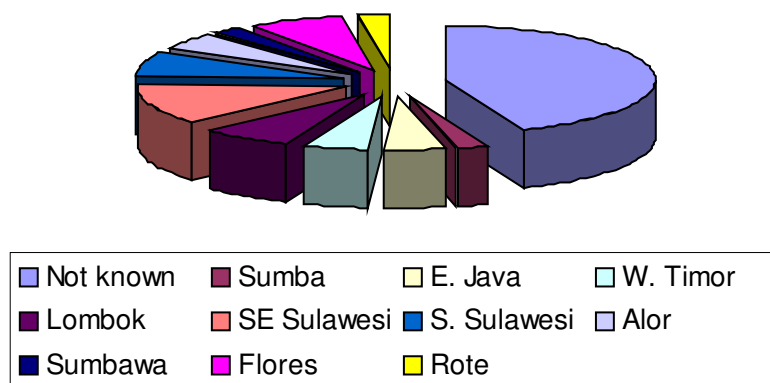 Not known Sumba E. Java W. Timor
Lombok SE Sulawesi S. Sulawesi Alor
Sumbawa Flores Rote